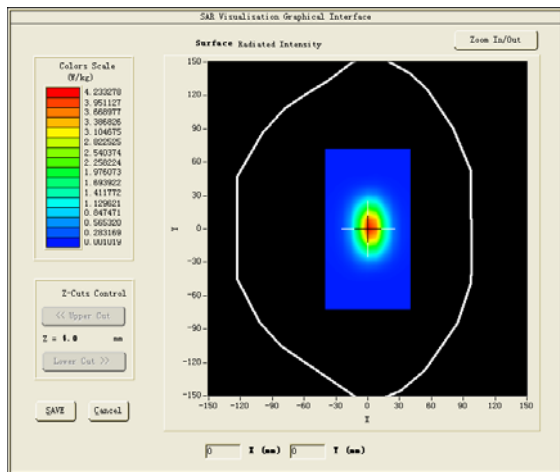 SAR Visualisation Graphical Interface
Surface Radiated Intensity
Zoom In/Out
Colors Scale
(W/kg)
4.233278
3.951127
3.668977
3.386826
3.104675
2.822525
2.540374
2.258224
1.976073
1.693922
1.411772
1.129621
0.847471
0.565320
0.283169
0.001019
Z-Cuts Control
<< Upper Cut
Z = 4.0 mm
Lower Cut >>
SAVE Cancel
150
120
90
60
30
0
-30
-60
-90
-120
-150
Y
-150 -120 -90 -60 -30 0 30 60 90 120 150
X
0 X (mm) 0 Y (mm)